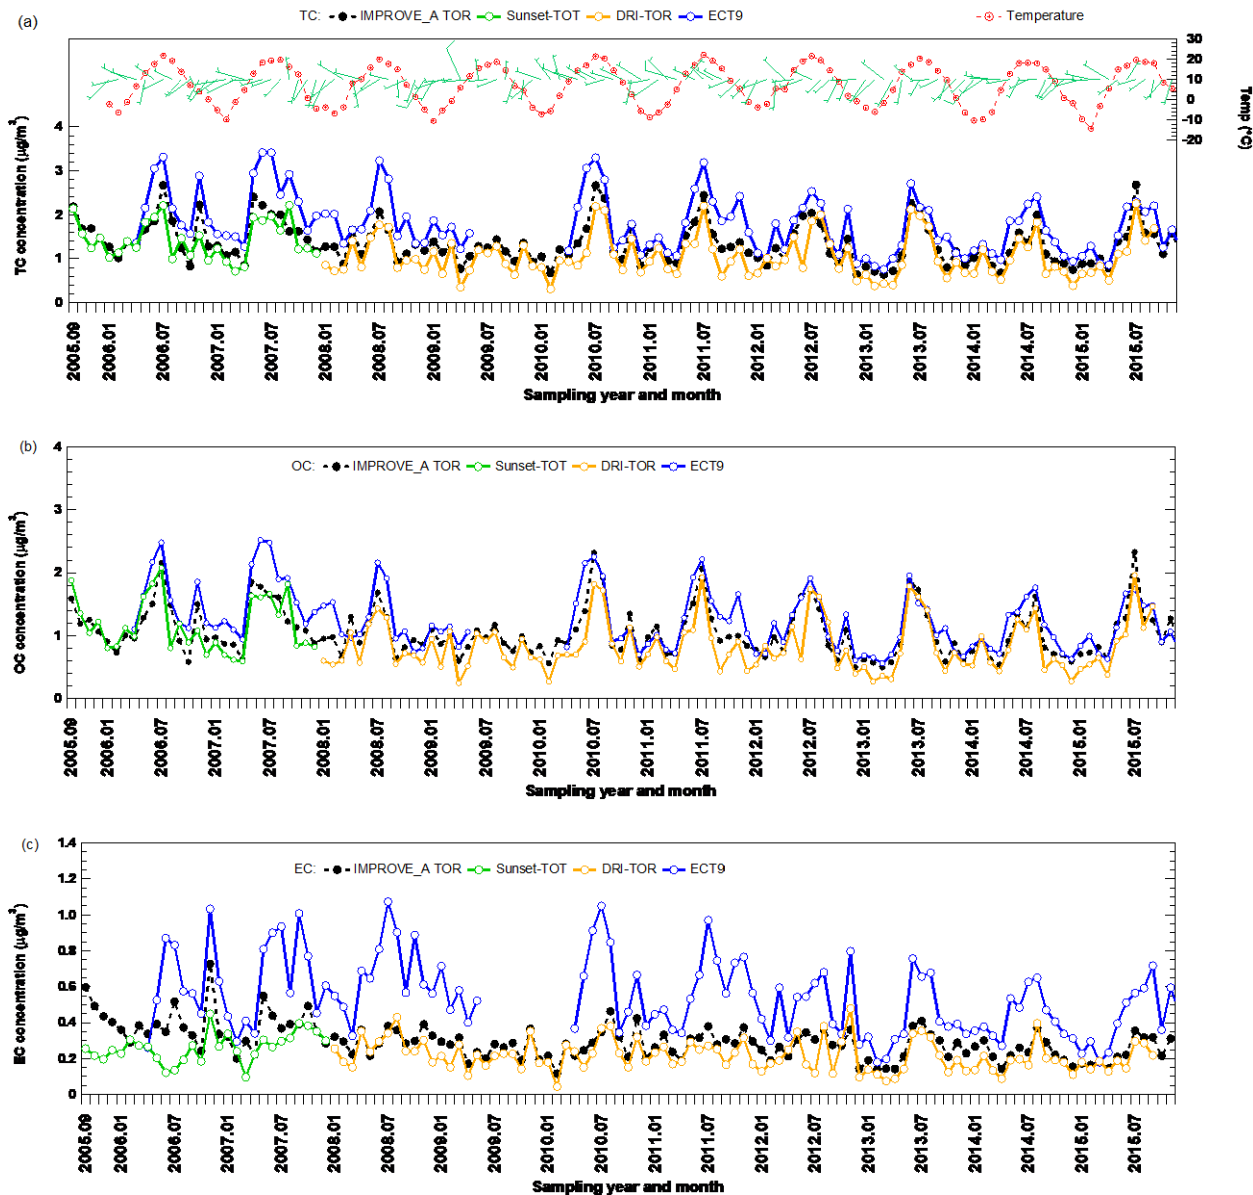 (a)
TC: IMPROVE_A TOR Sunset-TOT DRI-TOR ECT9 Temperature
TC concentration (µg/m³)
4
3
2
1
0
30
20
10
0
-10
-20
Temp (°C)
2005.09 2006.01 2006.07 2007.01 2007.07 2008.01 2008.07 2009.01 2009.07 2010.01 2010.07 2011.01 2011.07 2012.01 2012.07 2013.01 2013.07 2014.01 2014.07 2015.01 2015.07
Sampling year and month
(b)
OC: IMPROVE_A TOR Sunset-TOT DRI-TOR ECT9
OC concentration (µg/m³)
4
3
2
1
0
2005.09 2006.01 2006.07 2007.01 2007.07 2008.01 2008.07 2009.01 2009.07 2010.01 2010.07 2011.01 2011.07 2012.01 2012.07 2013.01 2013.07 2014.01 2014.07 2015.01 2015.07
Sampling year and month
(c)
EC: IMPROVE_A TOR Sunset-TOT DRI-TOR ECT9
EC concentration (µg/m³)
1.4
1.2
1.0
0.8
0.6
0.4
0.2
0
2005.09 2006.01 2006.07 2007.01 2007.07 2008.01 2008.07 2009.01 2009.07 2010.01 2010.07 2011.01 2011.07 2012.01 2012.07 2013.01 2013.07 2014.01 2014.07 2015.01 2015.07
Sampling year and month